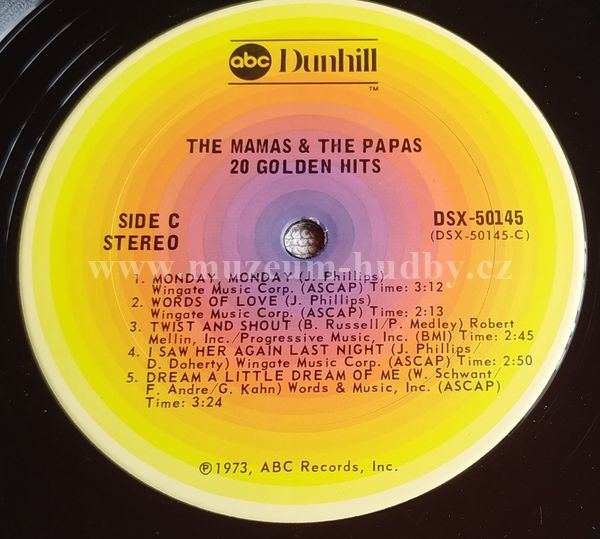 abc Dunhill
TM
THE MAMAS & THE PAPAS
20 GOLDEN HITS
SIDE C
STEREO
DSX-50145
(DSX-50145-C)
www.muzeum-hudby.cz
1. MONDAY, MONDAY (J. Phillips)
Wingate Music Corp. (ASCAP) Time: 3:12
2. WORDS OF LOVE (J. Phillips)
Wingate Music Corp. (ASCAP) Time: 2:13
3. TWIST AND SHOUT (B. Russell/P. Medley) Robert
Mellin, Inc./Progressive Music, Inc. (BMI) Time: 2:45
4. I SAW HER AGAIN LAST NIGHT (J. Phillips/
D. Doherty) Wingate Music Corp. (ASCAP) Time: 2:50
5. DREAM A LITTLE DREAM OF ME (W. Schwant/
F. Andre/G. Kahn) Words & Music, Inc. (ASCAP)
Time: 3:24
℗1973, ABC Records, Inc.